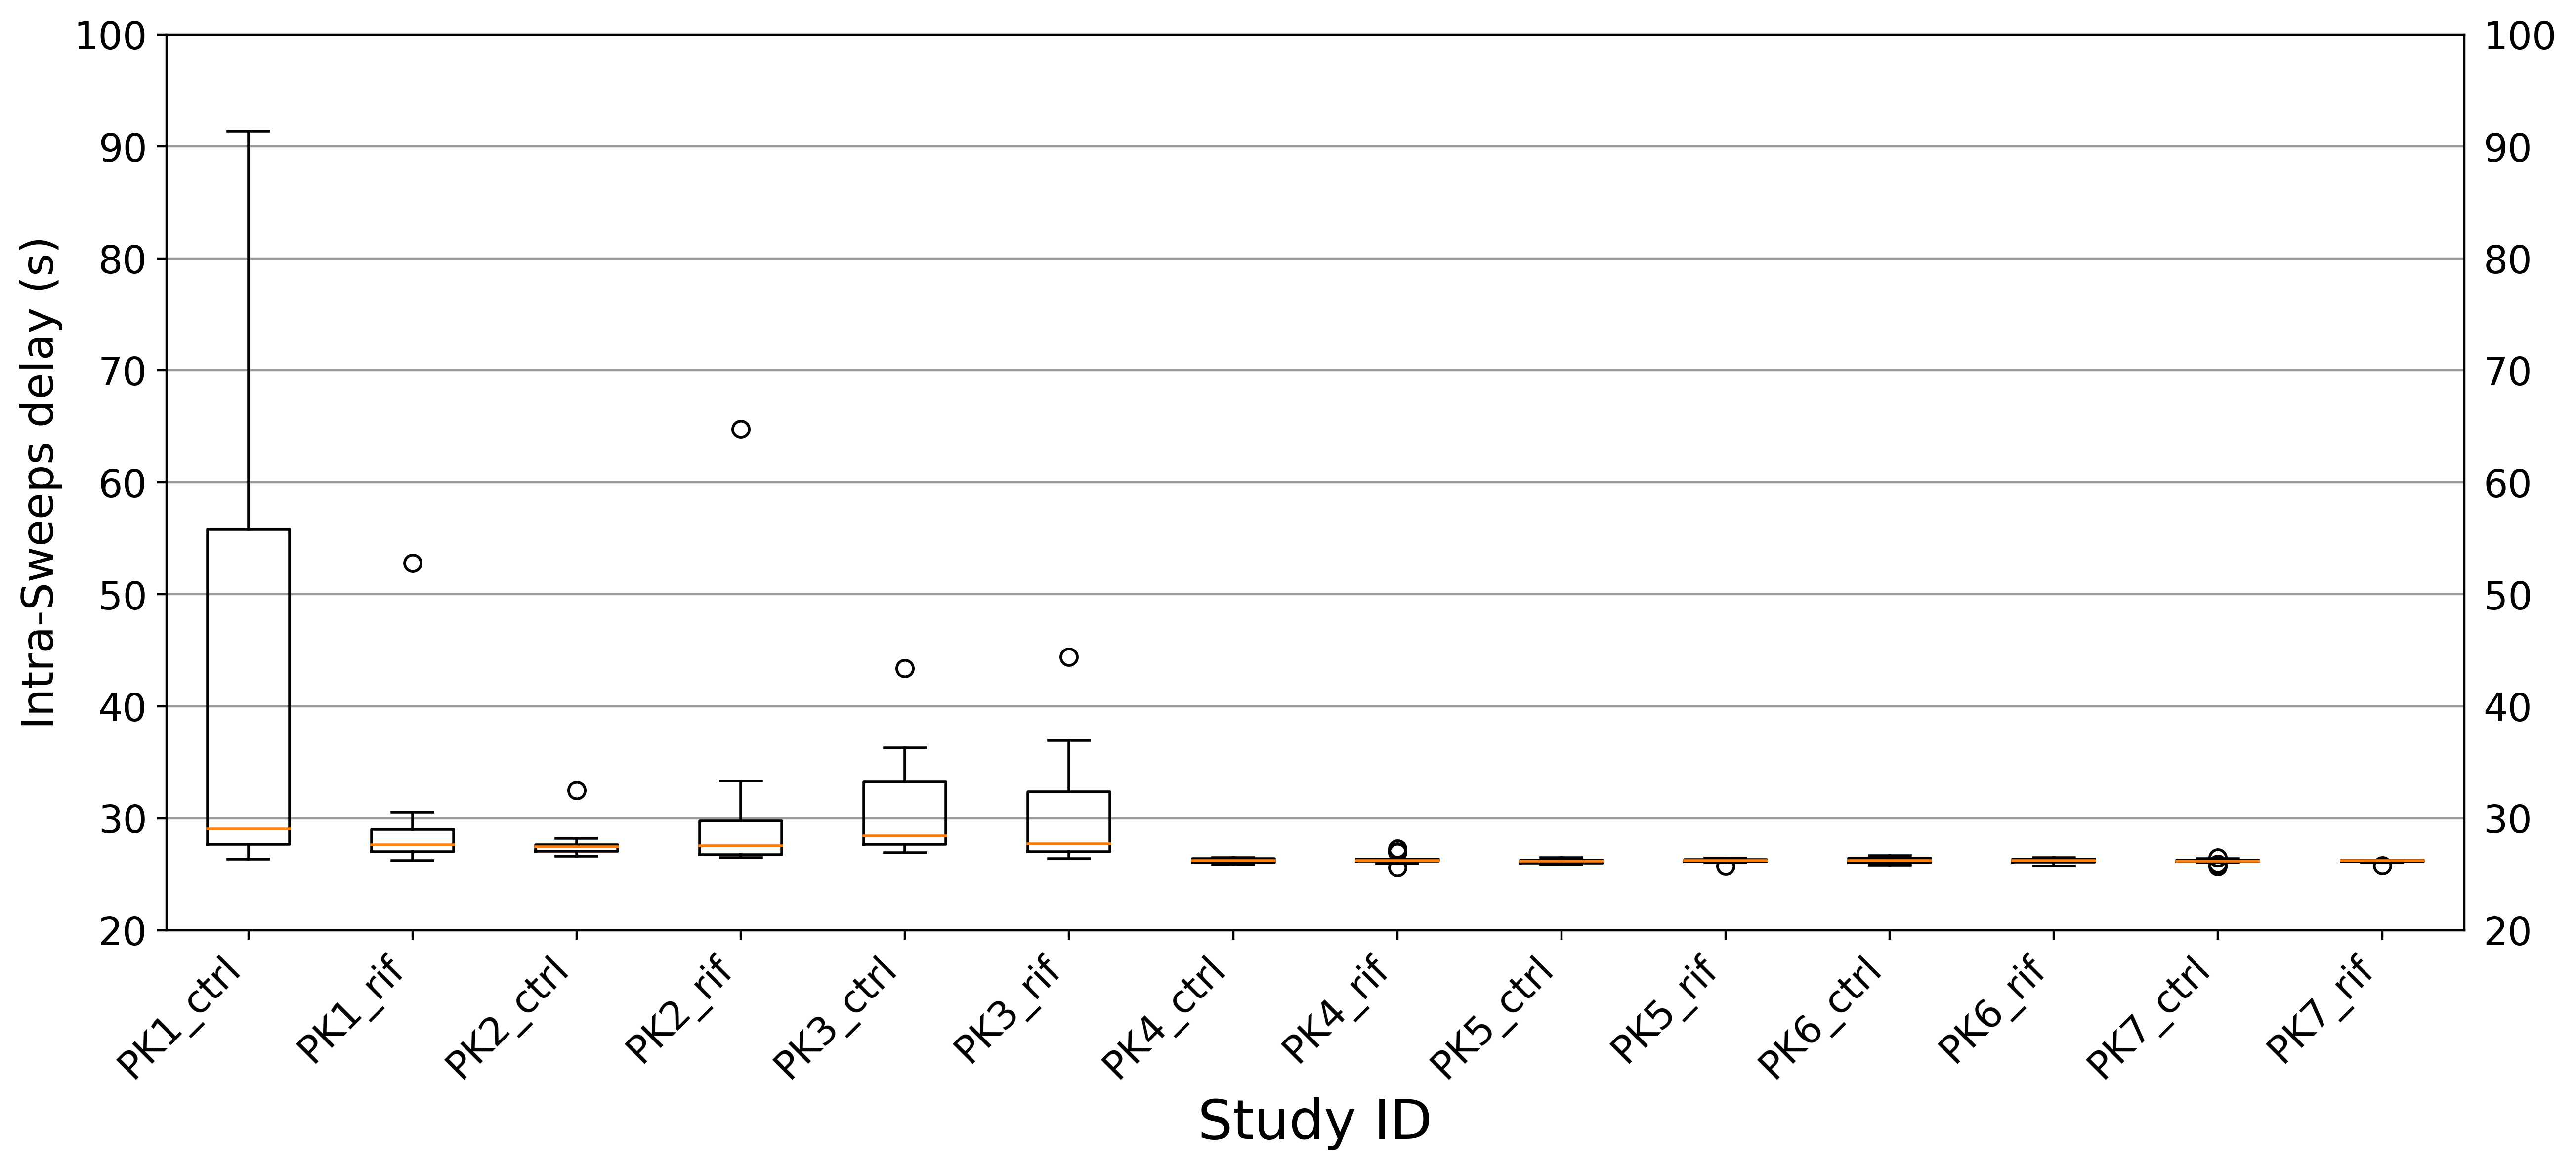 100
90
80
70
60
50
40
30
20
Intra-Sweeps delay (s)
100
90
80
70
60
50
40
30
20
PK1_ctrl
PK1_rif
PK2_ctrl
PK2_rif
PK3_ctrl
PK3_rif
PK4_ctrl
PK4_rif
PK5_ctrl
PK5_rif
PK6_ctrl
PK6_rif
PK7_ctrl
PK7_rif
Study ID